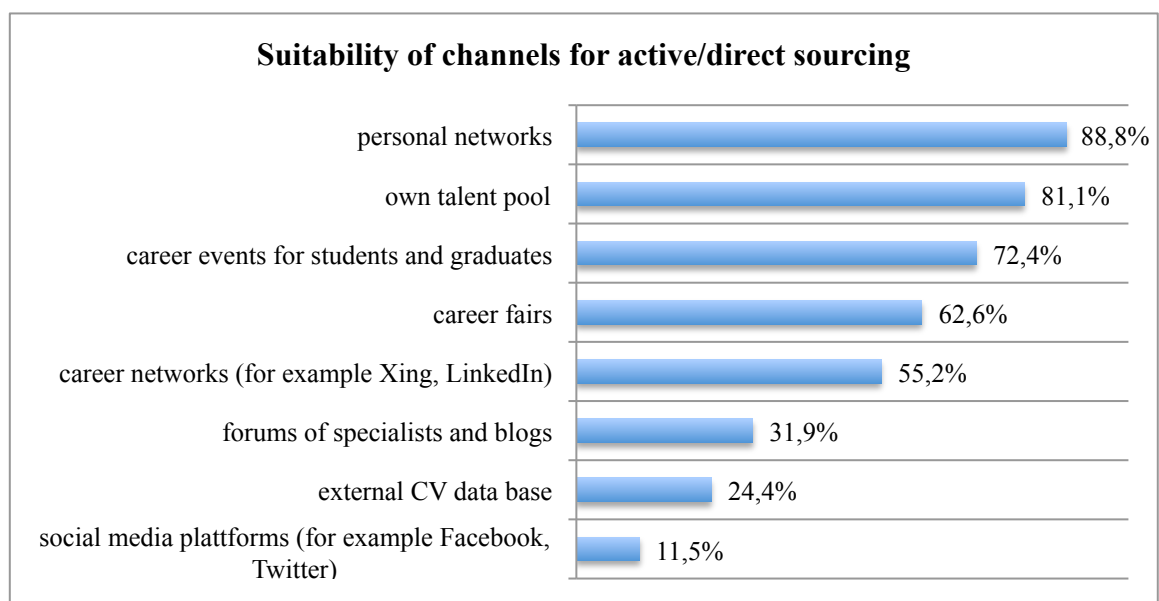 Suitability of channels for active/direct sourcing
personal networks
88,8%
own talent pool
81,1%
career events for students and graduates
72,4%
career fairs
62,6%
career networks (for example Xing, LinkedIn)
55,2%
forums of specialists and blogs
31,9%
external CV data base
24,4%
social media plattforms (for example Facebook,
Twitter)
11,5%